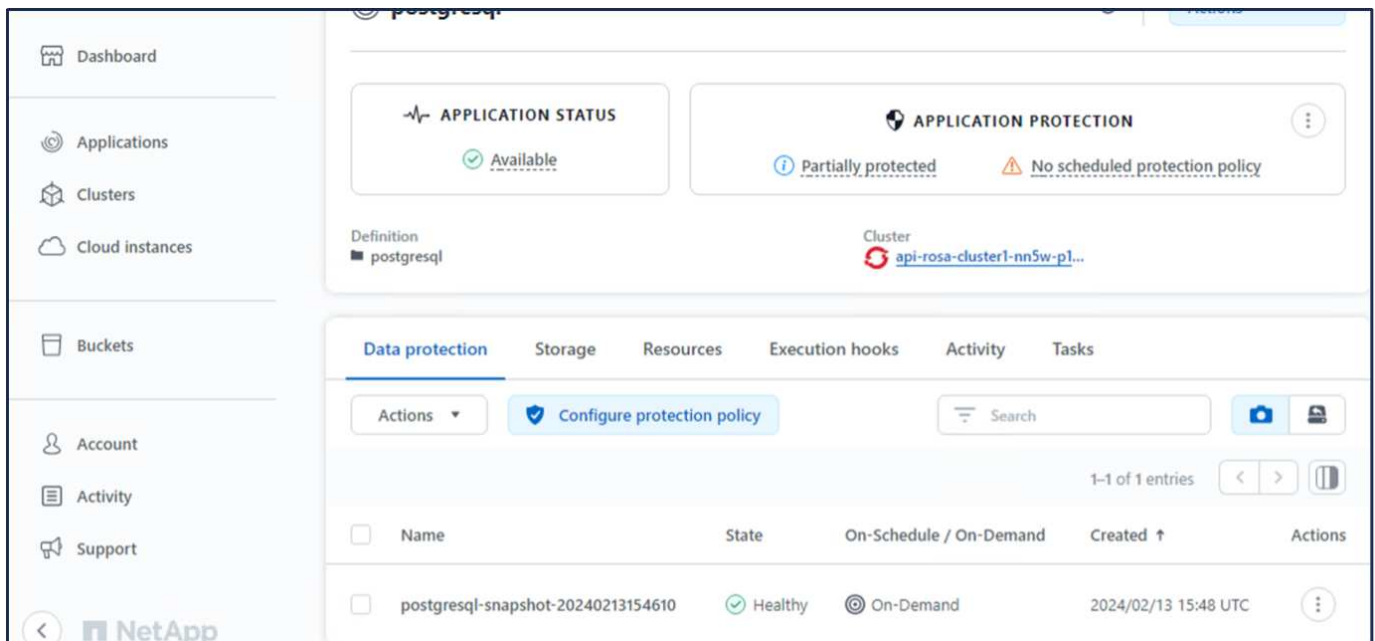 postgresql
Actions
Dashboard
Applications
Clusters
Cloud instances
Buckets
Account
Activity
Support
NetApp
APPLICATION STATUS
Available
APPLICATION PROTECTION
Partially protected
No scheduled protection policy
Definition
postgresql
Cluster
api-rosa-cluster1-nn5w-p1...
Data protection Storage Resources Execution hooks Activity Tasks
Actions Configure protection policy Search
1–1 of 1 entries
Name State On-Schedule / On-Demand Created ↑ Actions
postgresql-snapshot-20240213154610 Healthy On-Demand 2024/02/13 15:48 UTC